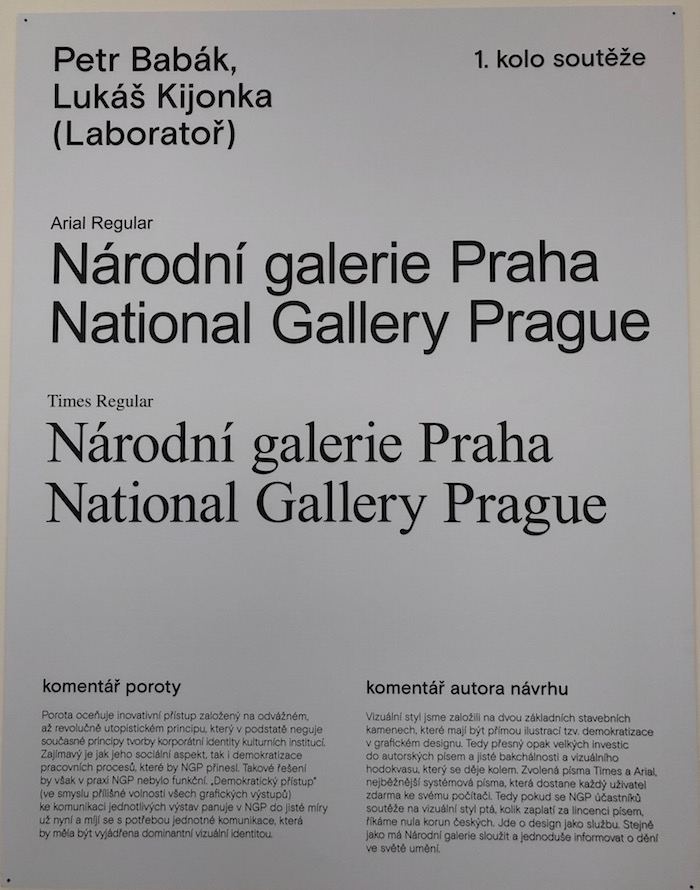 Petr Babák,
Lukáš Kijonka
(Laboratoř)
1. kolo soutěže
Arial Regular
Národní galerie Praha
National Gallery Prague
Times Regular
Národní galerie Praha
National Gallery Prague
komentář poroty
Porota oceňuje inovativní přístup založený na odvážném,
až revolučně utopistickém principu, který v podstatě neguje
současné principy tvorby korporátní identity kulturních institucí.
Zajímavý je jak jeho sociální aspekt, tak i demokratizace
pracovních procesů, které by NGP přinesl. Takové řešení
by však v praxi NGP nebylo funkční. „Demokratický přístup“
(ve smyslu přílišné volnosti všech grafických výstupů)
ke komunikaci jednotlivých výstav panuje v NGP do jisté míry
už nyní a míjí se s potřebou jednotné komunikace, která
by měla být vyjádřena dominantní vizuální identitou.
komentář autora návrhu
Vizuální styl jsme založili na dvou základních stavebních
kamenech, které mají být přímou ilustrací tzv. demokratizace
v grafickém designu. Tedy přesný opak velkých investic
do autorských písem a jisté bakchálnosti a vizuálního
hodokvasu, který se děje kolem. Zvolená písma Times a Arial,
nejběžnější systémová písma, která dostane každý uživatel
zdarma ke svému počítači. Tedy pokud se NGP účastníků
soutěže na vizuální styl ptá, kolik zaplatí za lincenci písem,
říkáme nula korun českých. Jde o design jako službu. Stejně
jako má Národní galerie sloužit a jednoduše informovat o dění
ve světě umění.